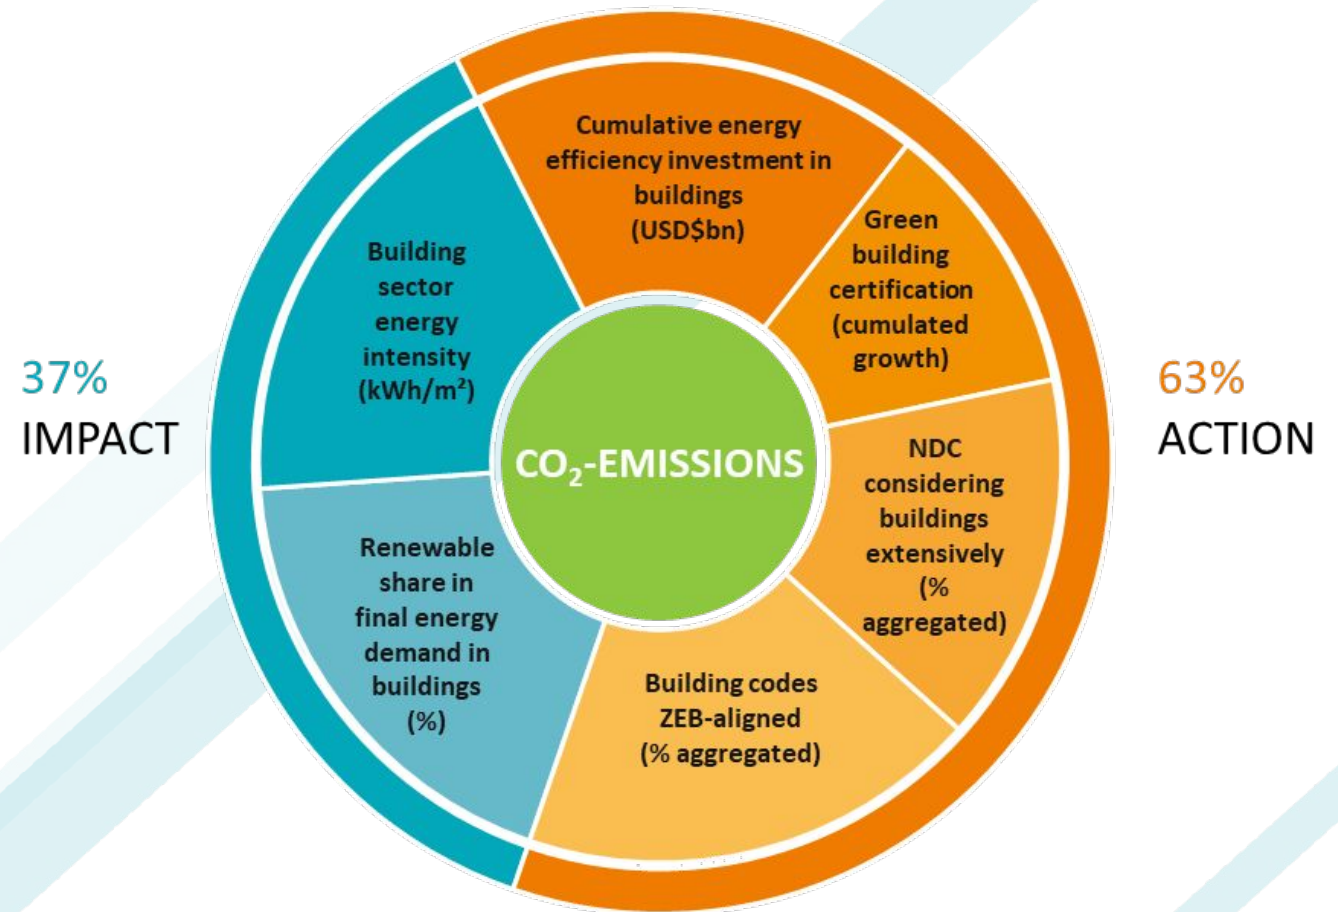 37%
IMPACT
Cumulative energy
efficiency investment in
buildings
(USD$bn)
Green
building
certification
(cumulated
growth)
NDC
considering
buildings
extensively
(%
aggregated)
Building codes
ZEB-aligned
(% aggregated)
Renewable
share in
final energy
demand in
buildings
(%)
Building
sector
energy
intensity
(kWh/m²)
CO₂-EMISSIONS
63%
ACTION